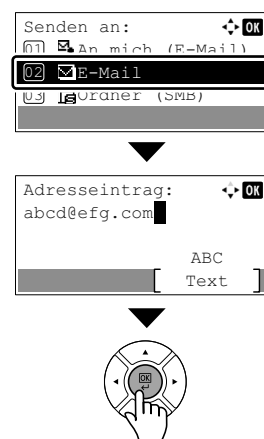 Senden an: OK
01 An mich (E-Mail)
02 E-Mail
03 Ordner (SMB)
Adresseintrag: OK
abcd@efg.com
ABC
[ Text ]
OK